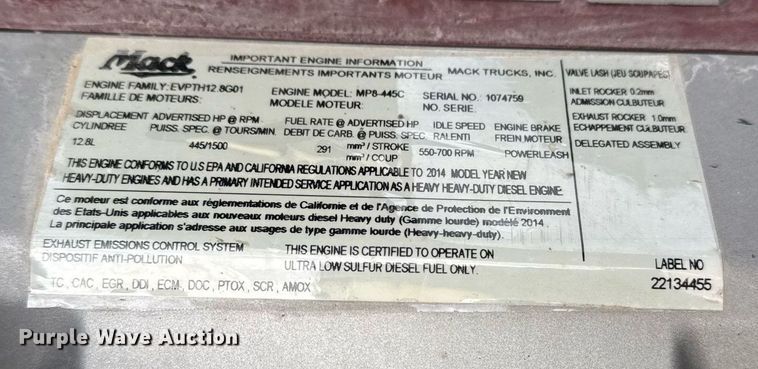 Mack
IMPORTANT ENGINE INFORMATION
RENSEIGNEMENTS IMPORTANTS MOTEUR
MACK TRUCKS, INC.
VALVE LASH (JEU SOUPAPES)
ENGINE FAMILY: EVPTH12.8G01
FAMILLE DE MOTEURS:
ENGINE MODEL: MP8-445C
MODELE MOTEUR:
SERIAL NO: 1074759
NO. SERIE:
INLET ROCKER 0.2mm
ADMISSION CULBUTEUR
DISPLACEMENT ADVERTISED HP @ RPM
CYLINDREE PUISS. SPEC. @ TOURS/MIN.
12.8L 445/1500
FUEL RATE @ ADVERTISED HP
DEBIT DE CARB. @ PUISS. SPEC.
291 mm³ / STROKE
mm³ / COUP
IDLE SPEED
RALENTI
550-700 RPM
ENGINE BRAKE
FREIN MOTEUR
POWERLEASH
EXHAUST ROCKER 1.0mm
ECHAPPEMENT CULBUTEUR
DELEGATED ASSEMBLY
THIS ENGINE CONFORMS TO U.S EPA AND CALIFORNIA REGULATIONS APPLICABLE TO 2014 MODEL YEAR NEW
HEAVY-DUTY ENGINES AND HAS A PRIMARY INTENDED SERVICE APPLICATION AS A HEAVY HEAVY-DUTY DIESEL ENGINE
Ce moteur est conforme aux réglementations de Californie et de l'Agence de Protection de l'Environment
des Etats-Unis applicables aux nouveaux moteurs diesel Heavy duty (Gamme lourde) modélé 2014
La principale application s'adresse aux usages de type gamme lourde (Heavy-heavy-duty).
EXHAUST EMISSIONS CONTROL SYSTEM
DISPOSITIF ANTI-POLLUTION
THIS ENGINE IS CERTIFIED TO OPERATE ON
ULTRA LOW SULFUR DIESEL FUEL ONLY.
TC, CAC, EGR, DDI, ECM, DOC, PTOX, SCR, AMOX
LABEL NO
22134455
Purple Wave Auction